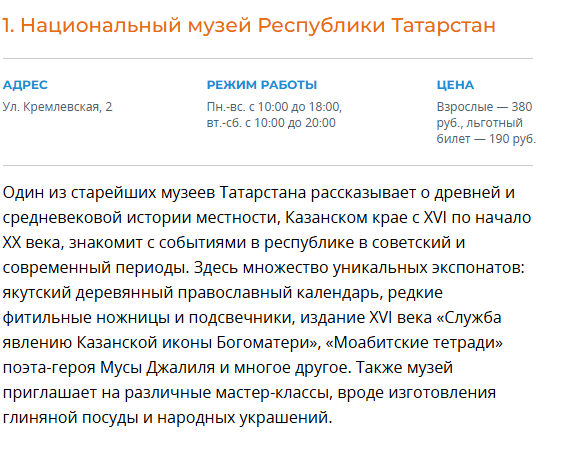 1. Национальный музей Республики Татарстан
АДРЕС
Ул. Кремлевская, 2
РЕЖИМ РАБОТЫ
Пн.-вс. с 10:00 до 18:00,
вт.-сб. с 10:00 до 20:00
ЦЕНА
Взрослые — 380
руб., льготный
билет — 190 руб.
Один из старейших музеев Татарстана рассказывает о древней и
средневековой истории местности, Казанском крае с XVI по начало
XX века, знакомит с событиями в республике в советский и
современный периоды. Здесь множество уникальных экспонатов:
якутский деревянный православный календарь, редкие
фитильные ножницы и подсвечники, издание XVI века «Служба
явлению Казанской иконы Богоматери», «Моабитские тетради»
поэта-героя Мусы Джалиля и многое другое. Также музей
приглашает на различные мастер-классы, вроде изготовления
глиняной посуды и народных украшений.